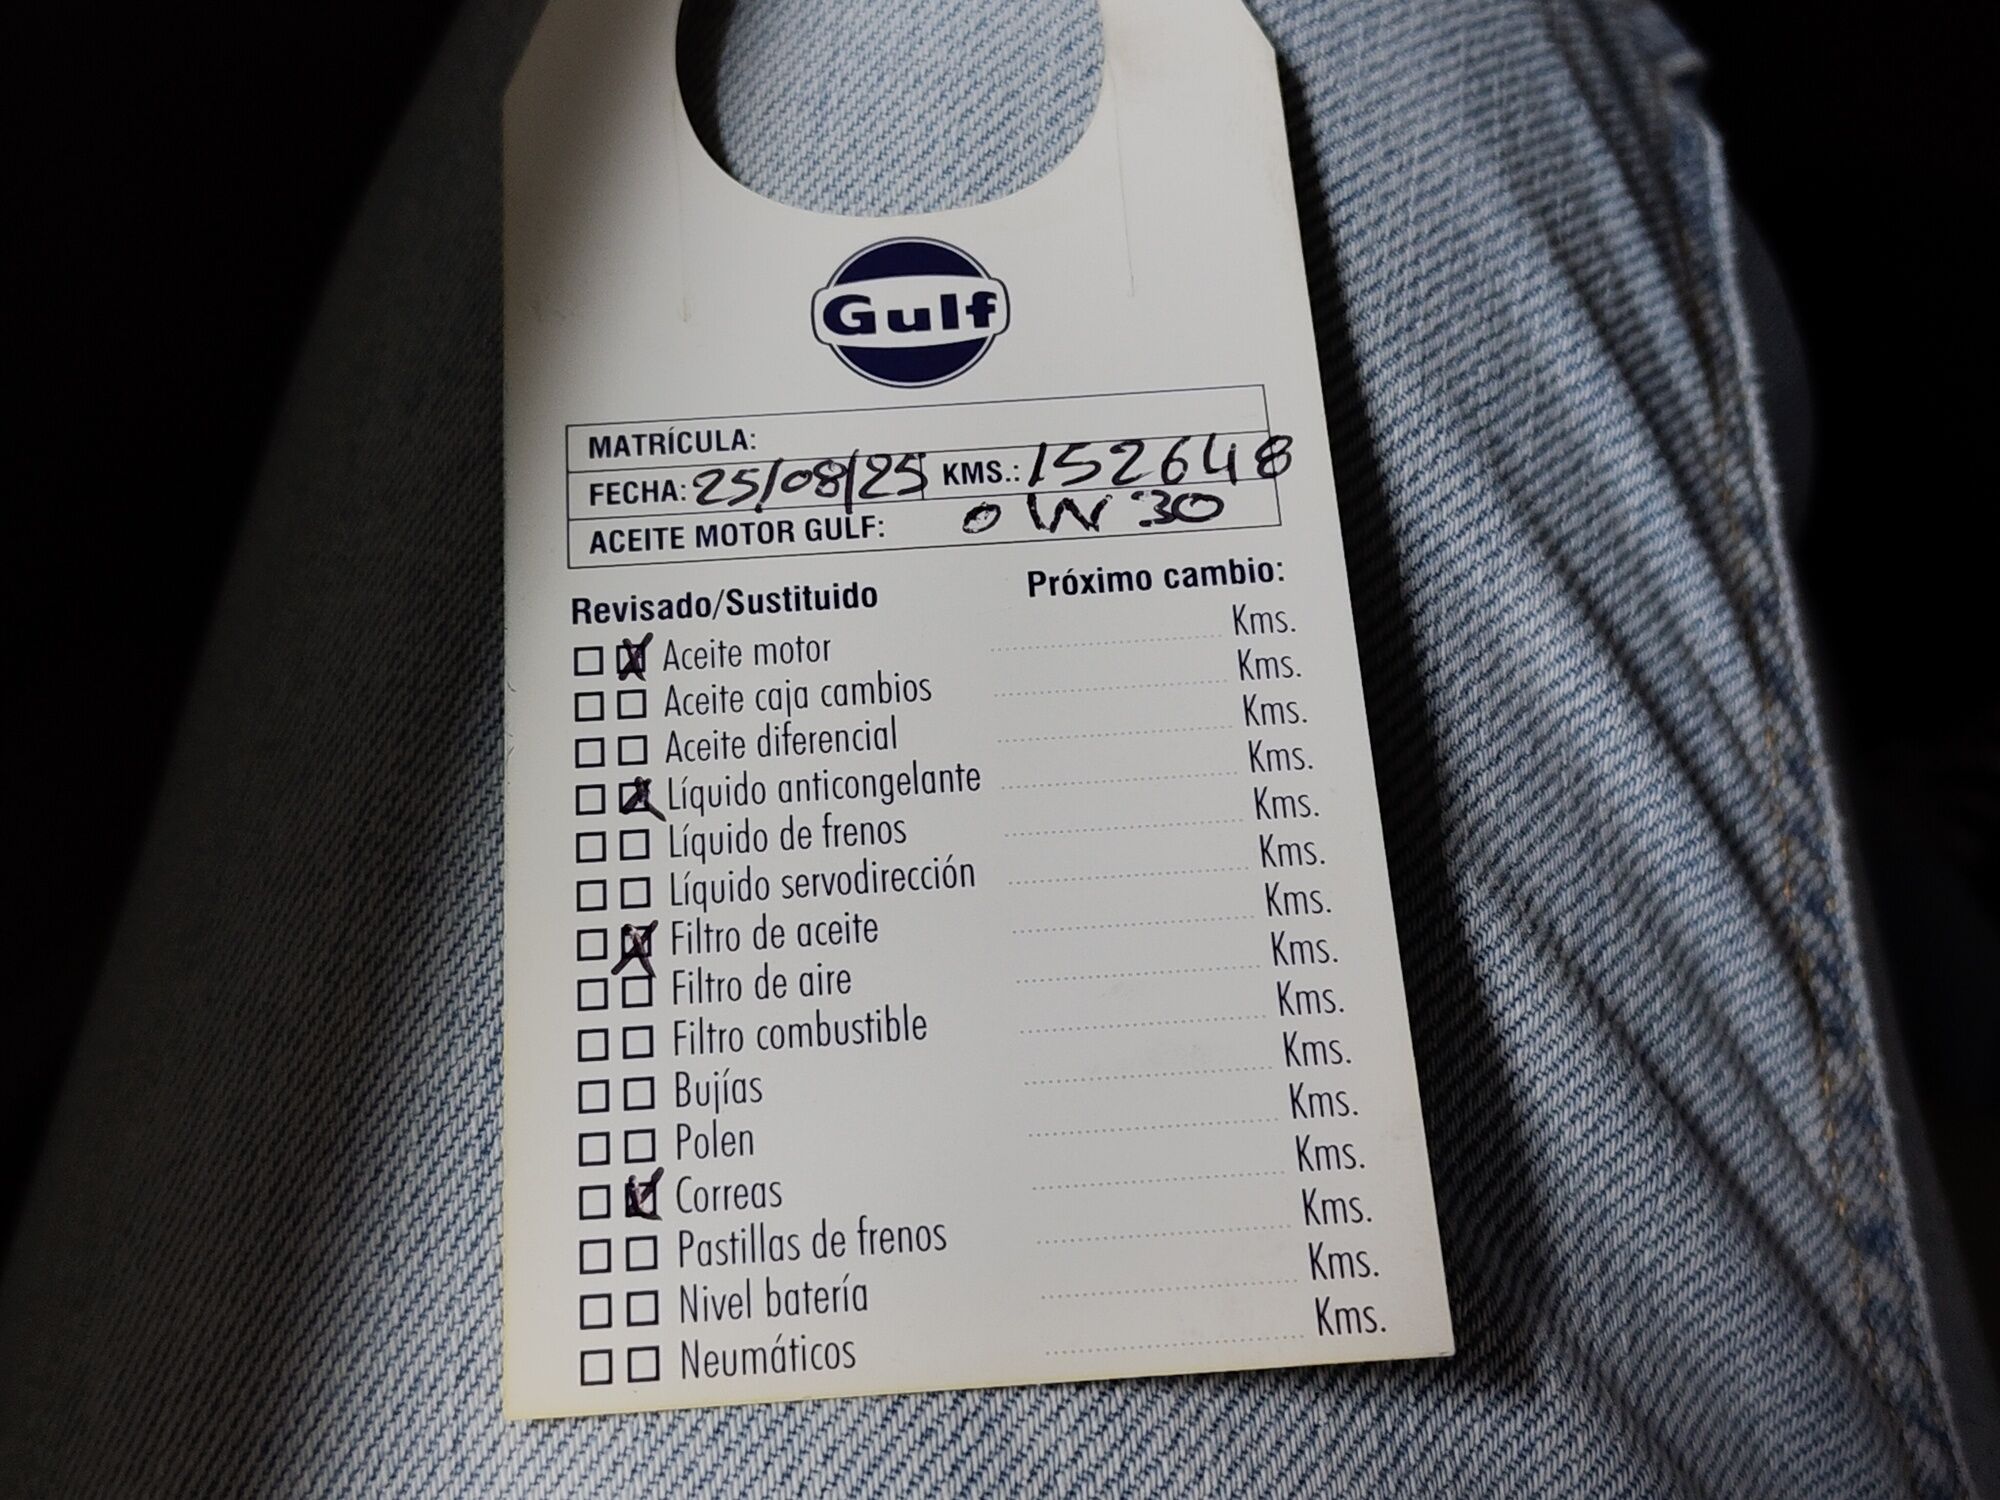 Gulf
MATRÍCULA:
FECHA: 25/08/25 KMS.: 152648
ACEITE MOTOR GULF: 0W30
Revisado/Sustituido Próximo cambio:
Aceite motor Kms.
Aceite caja cambios Kms.
Aceite diferencial Kms.
Líquido anticongelante Kms.
Líquido de frenos Kms.
Líquido servodirección Kms.
Filtro de aceite Kms.
Filtro de aire Kms.
Filtro combustible Kms.
Bujías Kms.
Polen Kms.
Correas Kms.
Pastillas de frenos Kms.
Nivel batería Kms.
Neumáticos Kms.